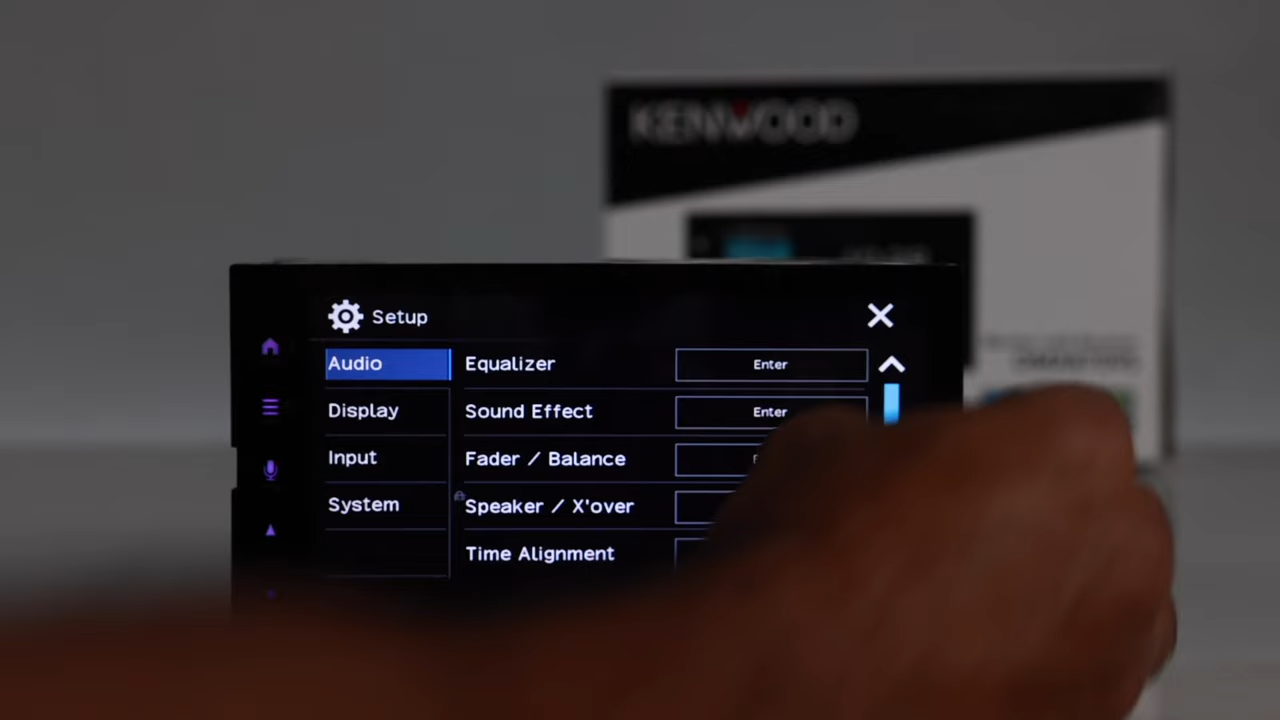 KENWOOD
Setup
Audio
Equalizer
Enter
Display
Sound Effect
Enter
Input
Fader / Balance
System
Speaker / X'over
Time Alignment